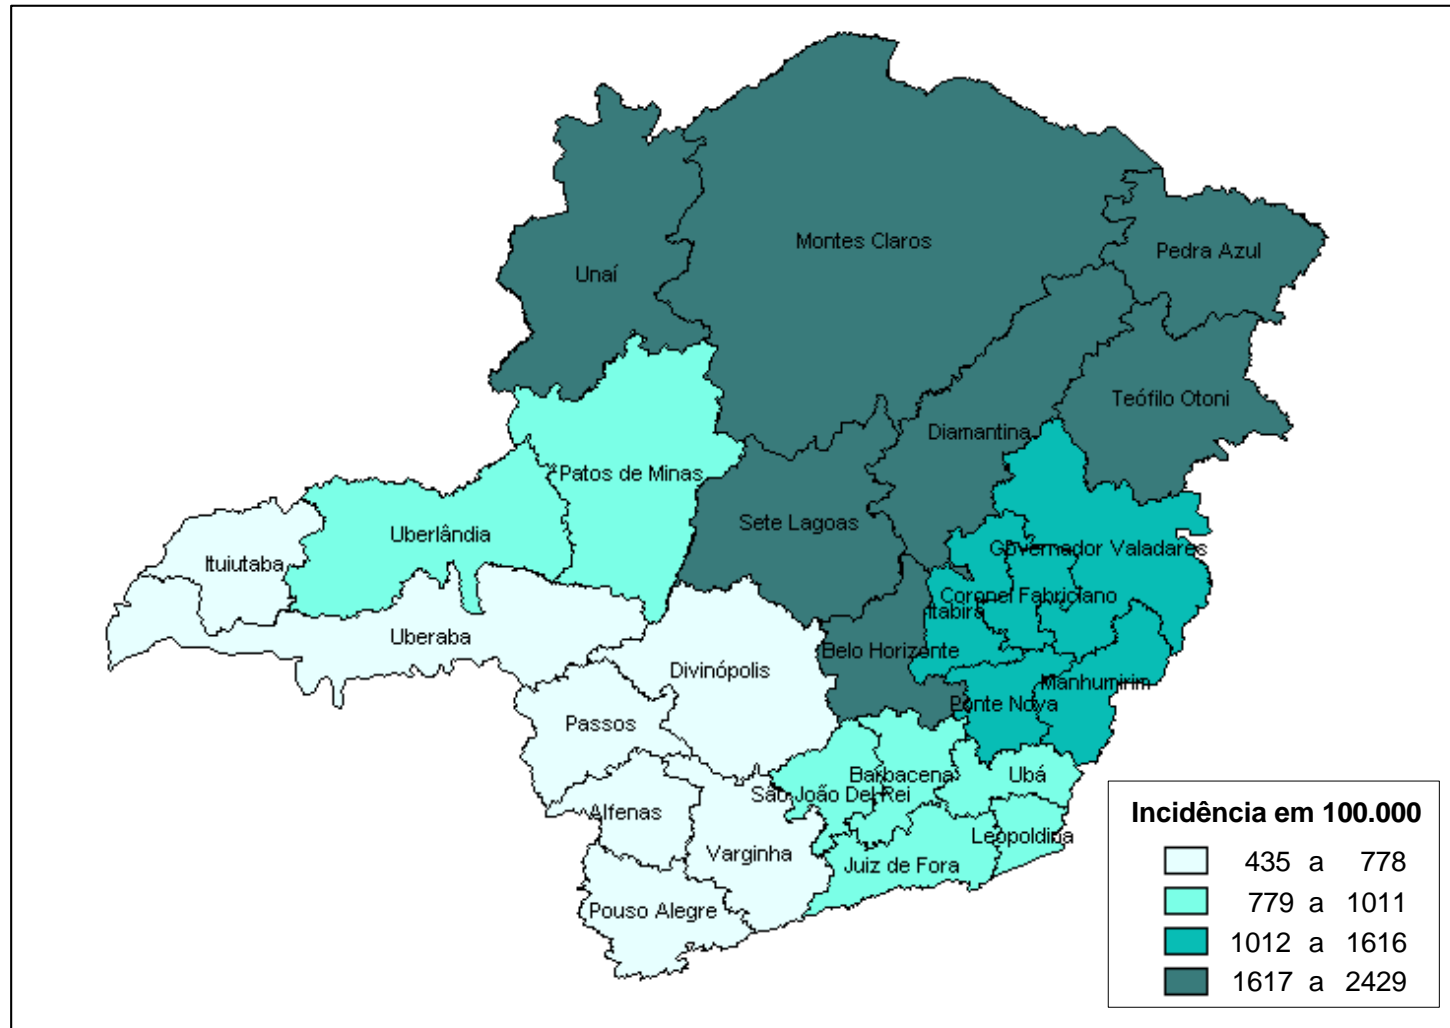 Montes Claros
Pedra Azul
Unaí
Teófilo Otoni
Diamantina
Patos de Minas
Sete Lagoas
Uberlândia
Governador Valadares
Ituiutaba
Coronel Fabriciano
Itabira
Uberaba
Belo Horizonte
Divinópolis
Manhumirim
Ponte Nova
Passos
Barbacena
Ubá
São João Del Rei
Alfenas
Leopoldina
Varginha
Juiz de Fora
Pouso Alegre
Incidência em 100.000
435 a 778
779 a 1011
1012 a 1616
1617 a 2429